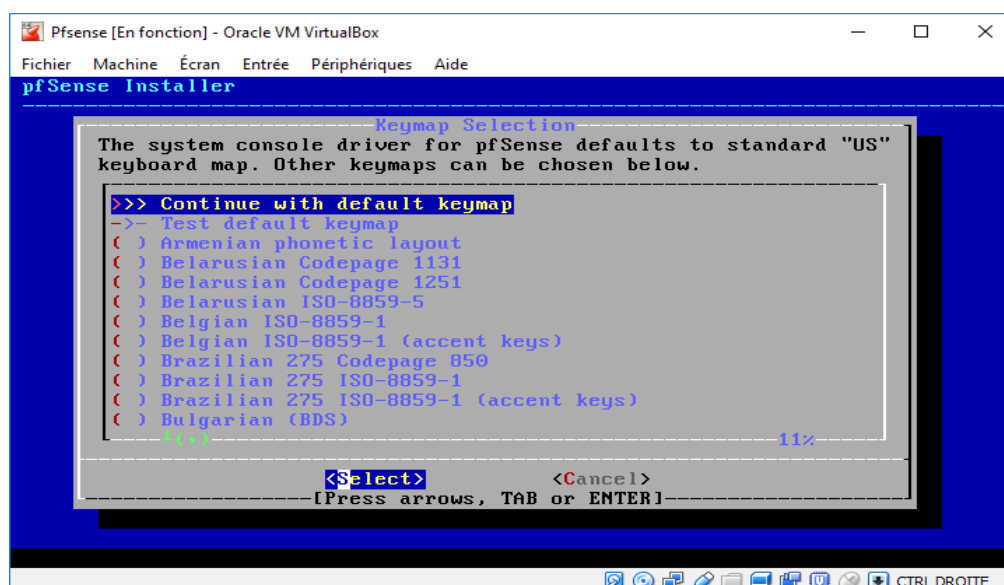 Pfsense [En fonction] - Oracle VM VirtualBox
Fichier Machine Écran Entrée Périphériques Aide
pfSense Installer
Keymap Selection
The system console driver for pfSense defaults to standard "US"
keyboard map. Other keymaps can be chosen below.
>>> Continue with default keymap
->- Test default keymap
( ) Armenian phonetic layout
( ) Belarusian Codepage 1131
( ) Belarusian Codepage 1251
( ) Belarusian ISO-8859-5
( ) Belgian ISO-8859-1
( ) Belgian ISO-8859-1 (accent keys)
( ) Brazilian 275 Codepage 850
( ) Brazilian 275 ISO-8859-1
( ) Brazilian 275 ISO-8859-1 (accent keys)
( ) Bulgarian (BDS)
11%
<Select> <Cancel>
[Press arrows, TAB or ENTER]
CTRL DROITE